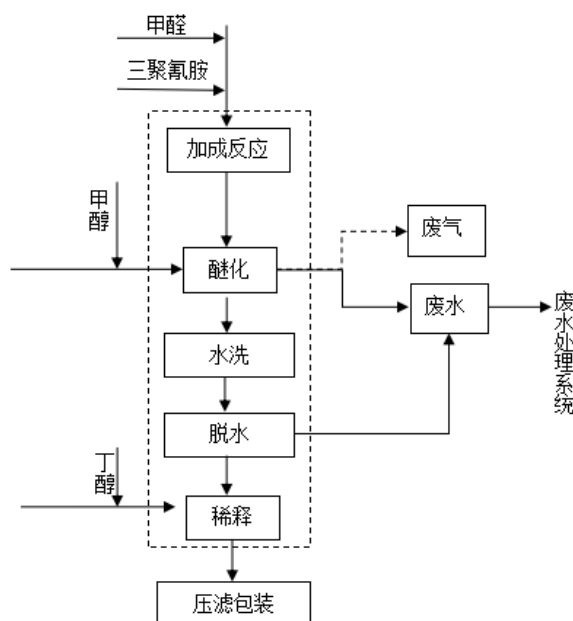 甲醛
三聚氰胺
加成反应
甲醇
废气
醚化
废水
废水处理系统
水洗
脱水
丁醇
稀释
压滤包装